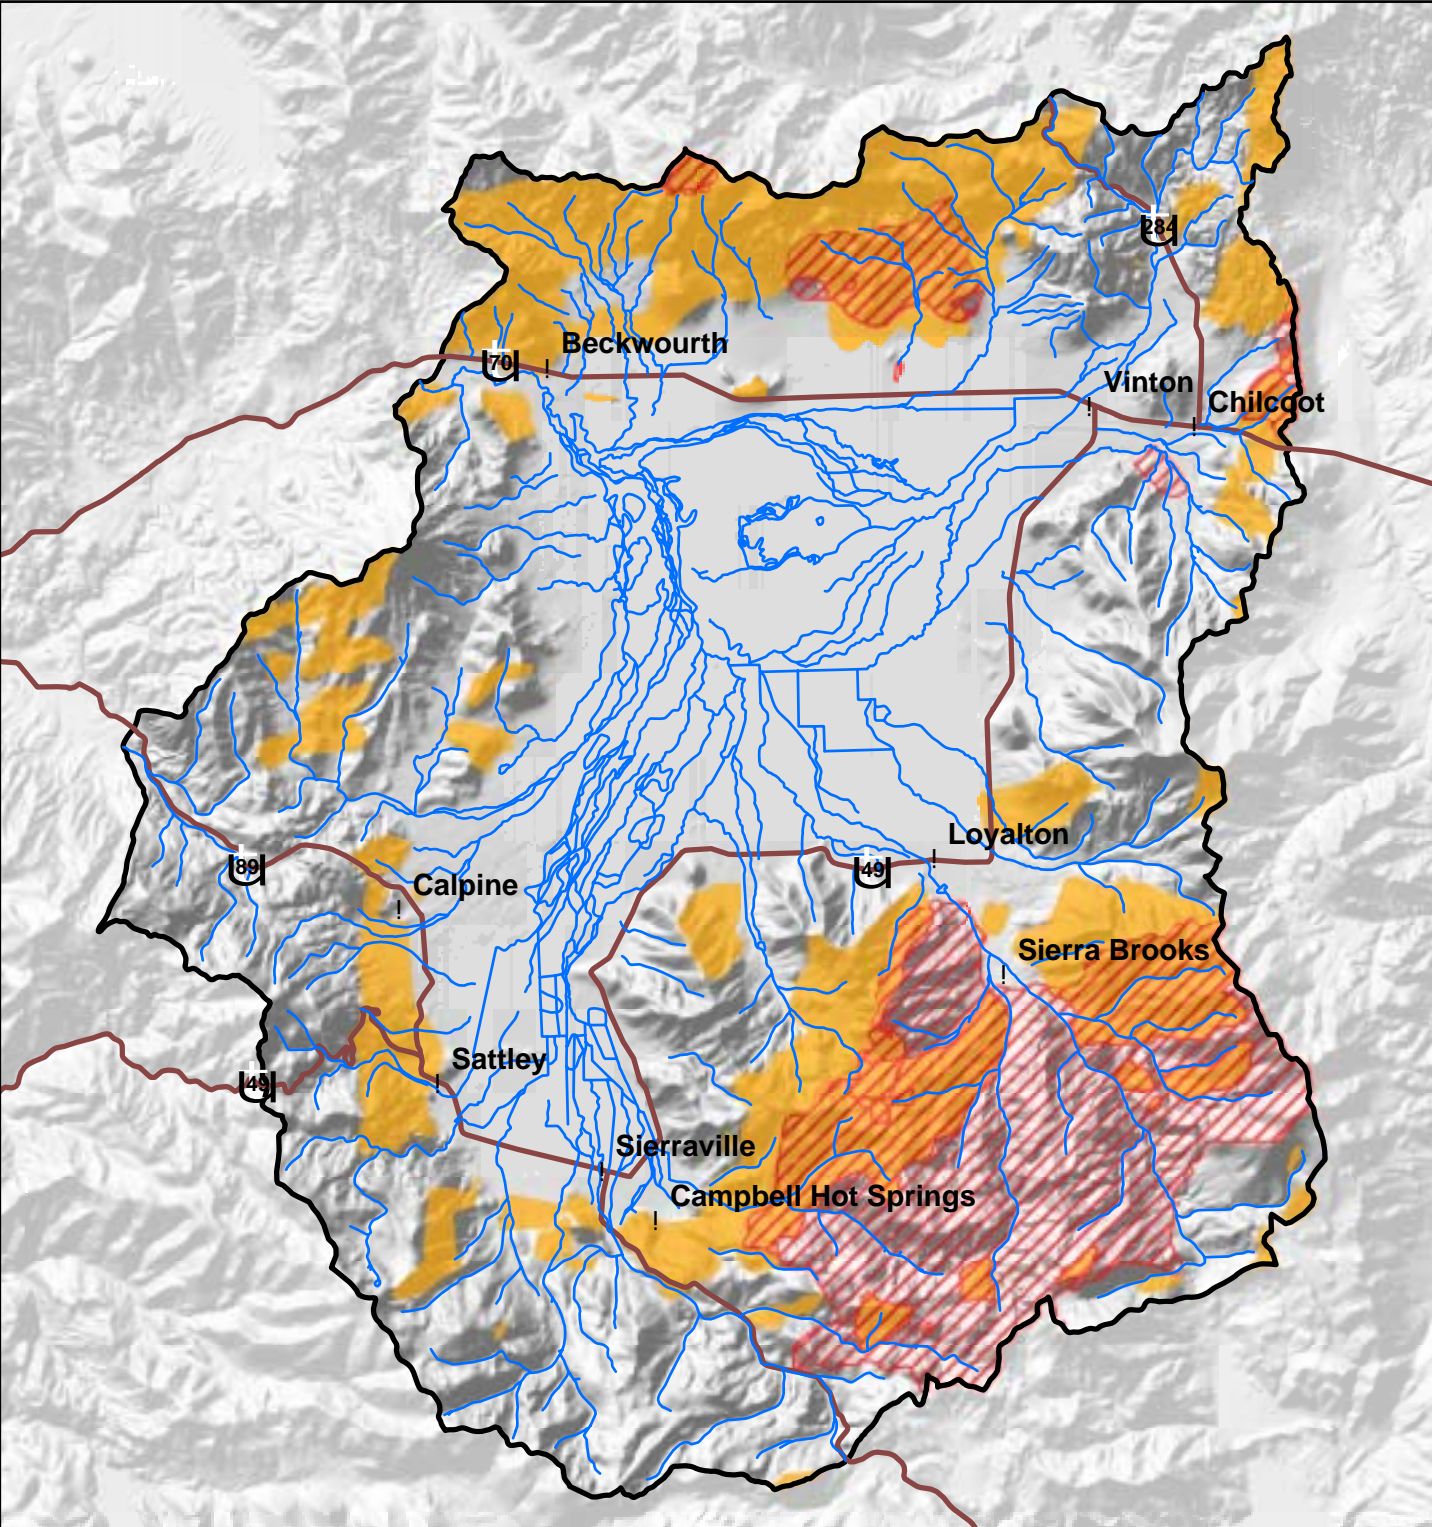 284
Beckwourth
70
Vinton
Chilcoot
Loyalton
89
49
Calpine
Sierra Brooks
Sattley
49
Sierraville
Campbell Hot Springs